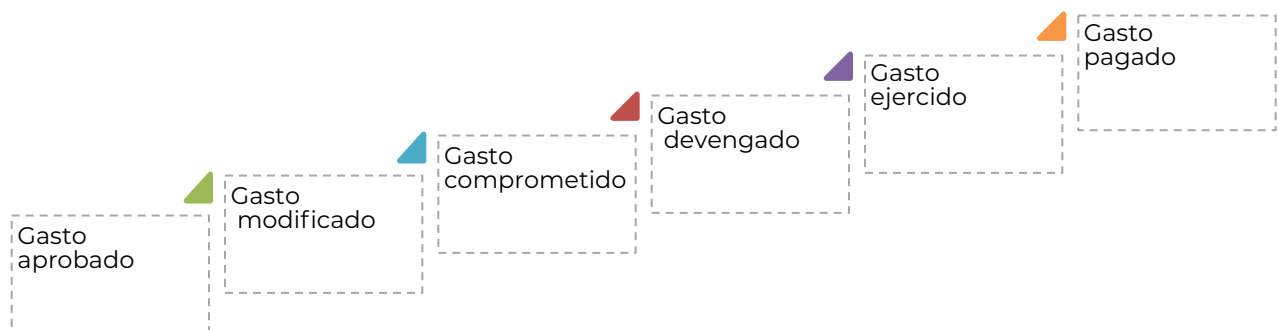 Gasto
aprobado
Gasto
modificado
Gasto
comprometido
Gasto
devengado
Gasto
ejercido
Gasto
pagado